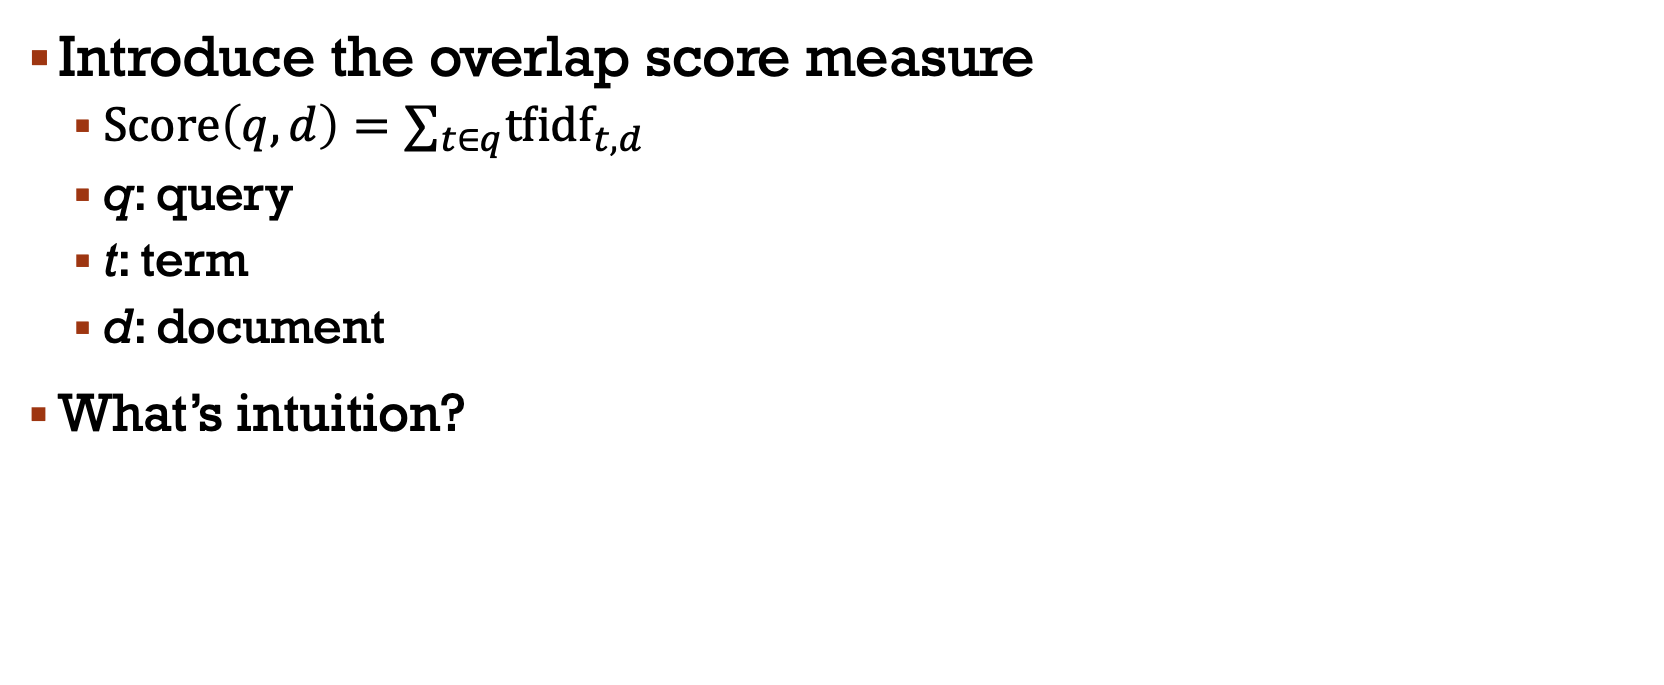 ▪ Introduce the overlap score measure
▪ Score(q, d) = ∑t∈q tfidft,d
▪ q: query
▪ t: term
▪ d: document
▪ What’s intuition?